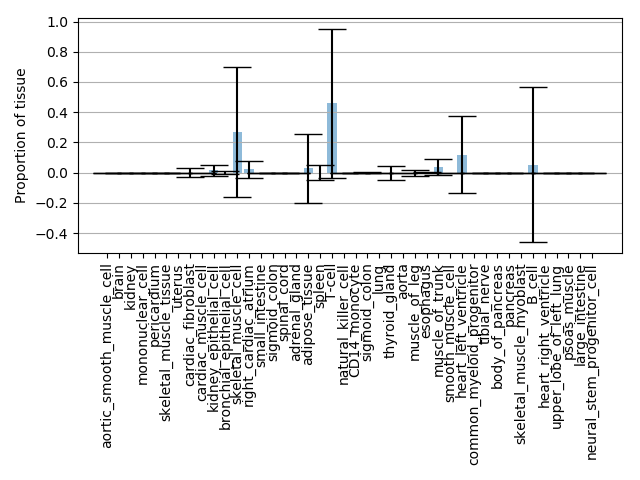 Proportion of tissue
1.0
0.8
0.6
0.4
0.2
0.0
−0.2
−0.4
aortic_smooth_muscle_cell
brain
kidney
mononuclear_cell
pericardium
skeletal_muscle_tissue
uterus
cardiac_fibroblast
cardiac_muscle_cell
kidney_epithelial_cell
bronchial_epithelial_cell
skeletal_muscle_cell
right_cardiac_atrium
small_intestine
sigmoid_colon
spinal_cord
adrenal_gland
adipose_tissue
spleen
T-cell
natural_killer_cell
CD14_monocyte
sigmoid_colon
lung
thyroid_gland
aorta
muscle_of_leg
esophagus
muscle_of_trunk
smooth_muscle_cell
heart_left_ventricle
common_myeloid_progenitor
tibial_nerve
body_of_pancreas
pancreas
skeletal_muscle_myoblast
B_cell
heart_right_ventricle
upper_lobe_of_left_lung
psoas_muscle
large_intestine
neural_stem_progenitor_cell